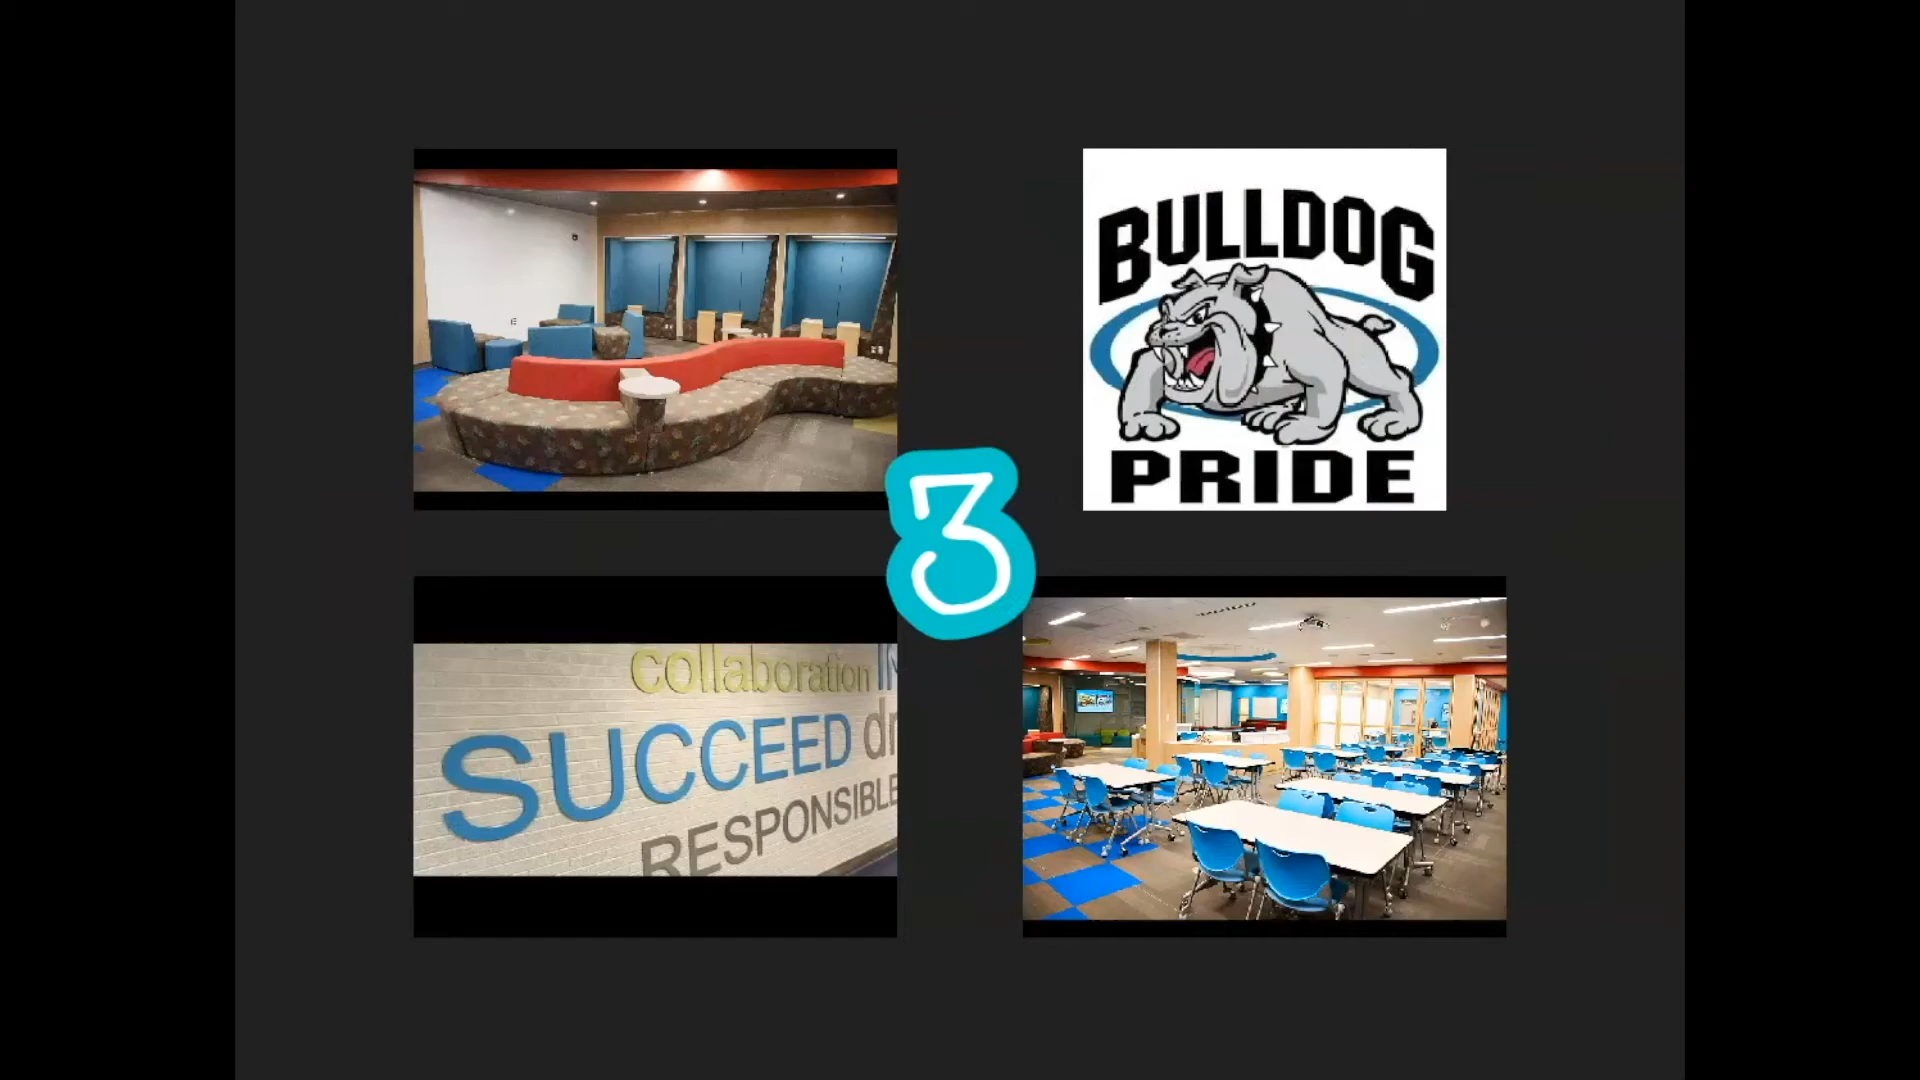 BULLDOG
PRIDE
3
collaboration
SUCCEED
RESPONSIBLE